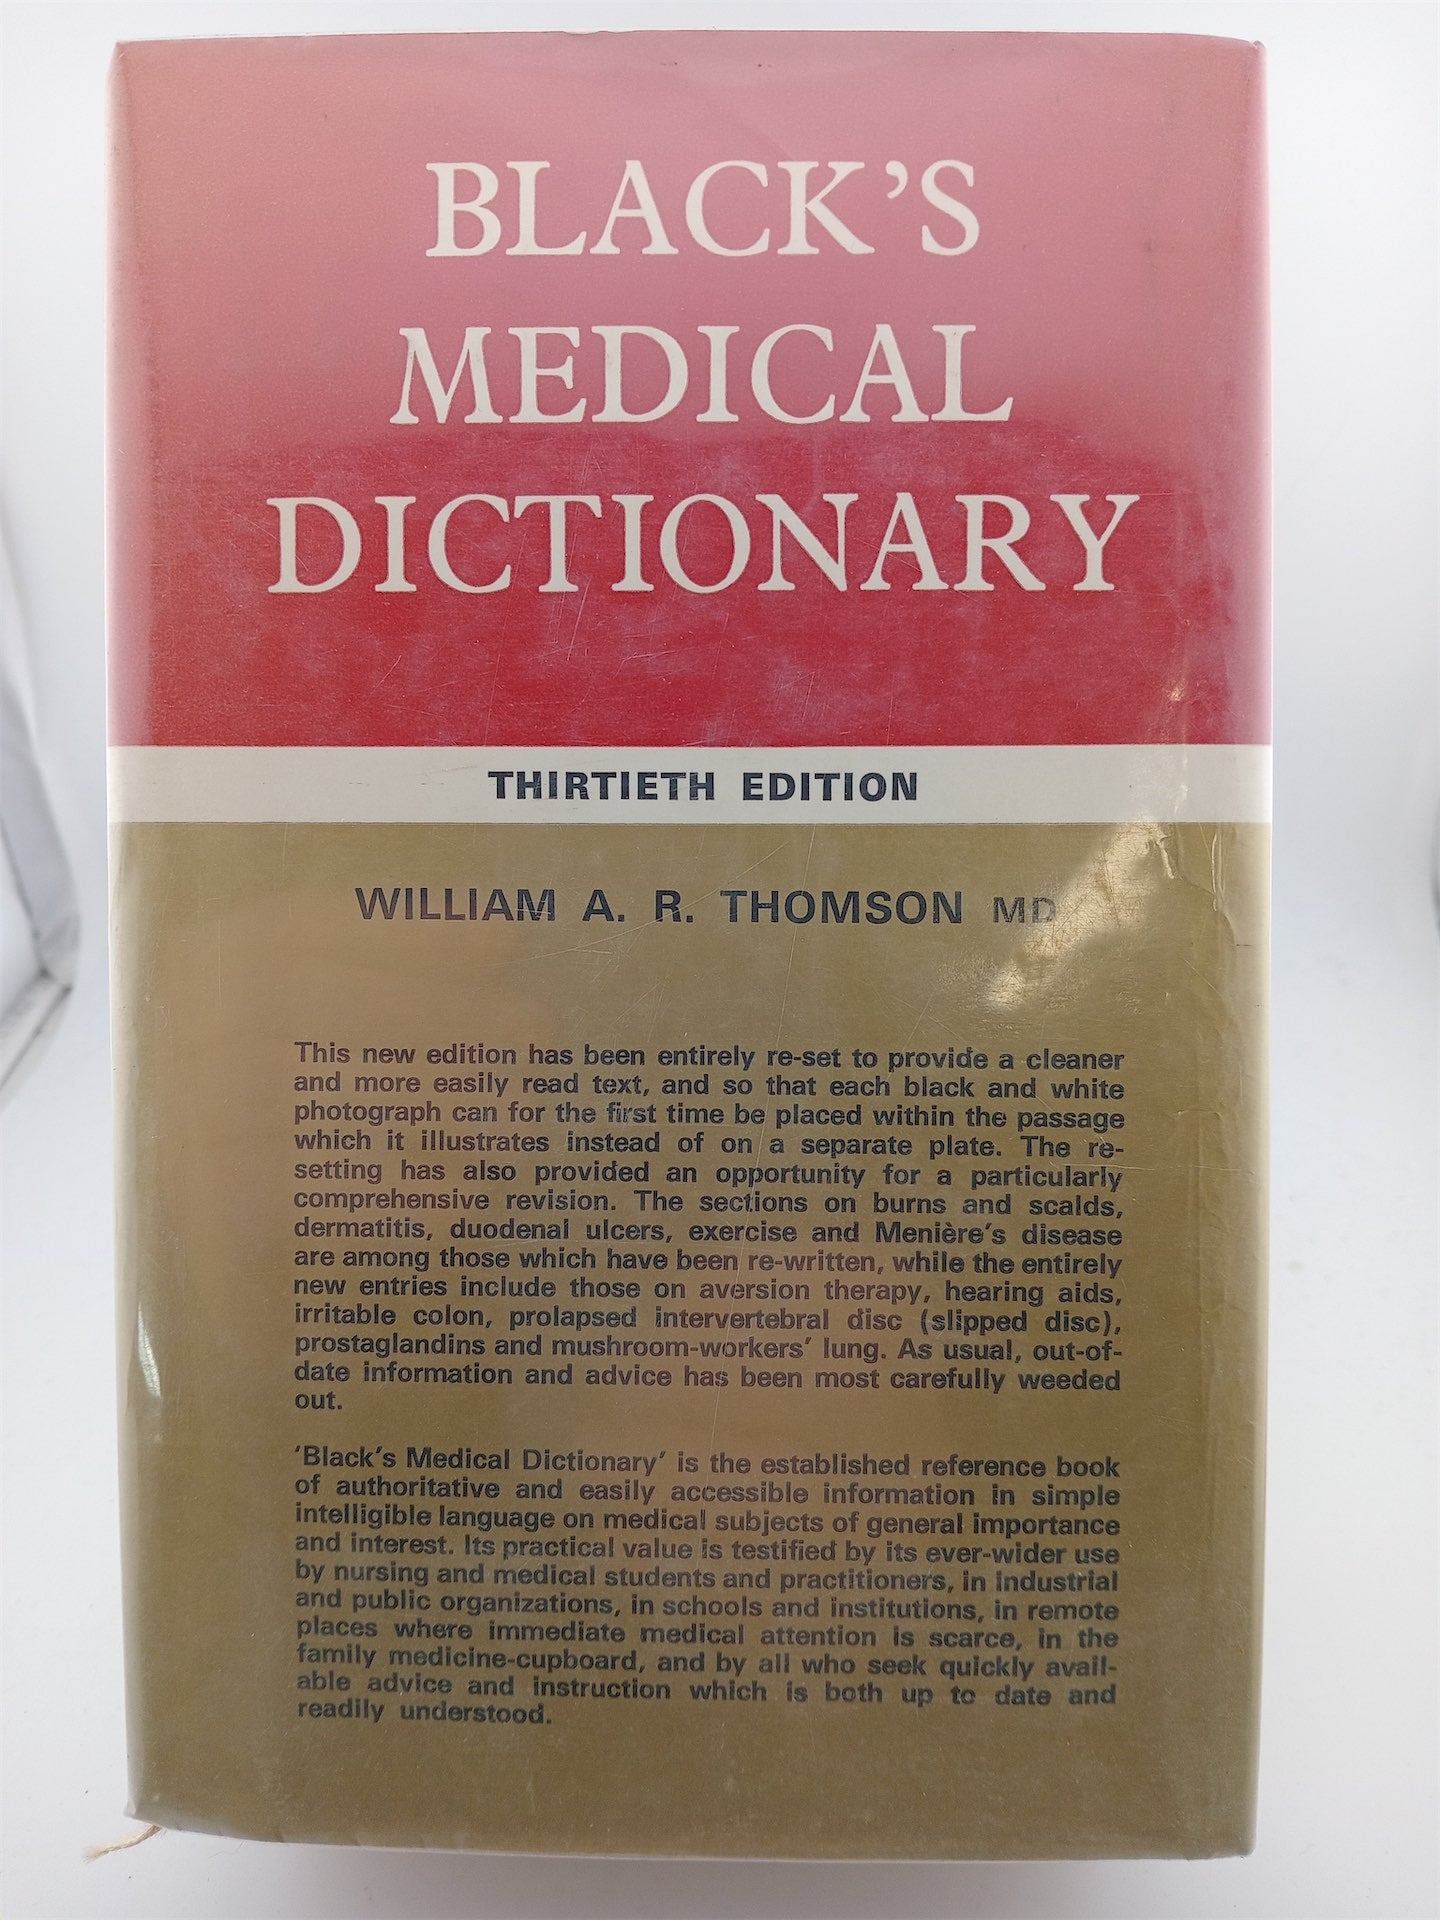 BLACK'S
MEDICAL
DICTIONARY
THIRTIETH EDITION
WILLIAM A. R. THOMSON MD
This new edition has been entirely re-set to provide a cleaner
and more easily read text, and so that each black and white
photograph can for the first time be placed within the passage
which it illustrates instead of on a separate plate. The re-
setting has also provided an opportunity for a particularly
comprehensive revision. The sections on burns and scalds,
dermatitis, duodenal ulcers, exercise and Menière's disease
are among those which have been re-written, while the entirely
new entries include those on aversion therapy, hearing aids,
irritable colon, prolapsed intervertebral disc (slipped disc),
prostaglandins and mushroom-workers' lung. As usual, out-of-
date information and advice has been most carefully weeded
out.
'Black's Medical Dictionary' is the established reference book
of authoritative and easily accessible information in simple
intelligible language on medical subjects of general importance
and interest. Its practical value is testified by its ever-wider use
by nursing and medical students and practitioners, in industrial
and public organizations, in schools and institutions, in remote
places where immediate medical attention is scarce, in the
family medicine-cupboard, and by all who seek quickly avail-
able advice and instruction which is both up to date and
readily understood.